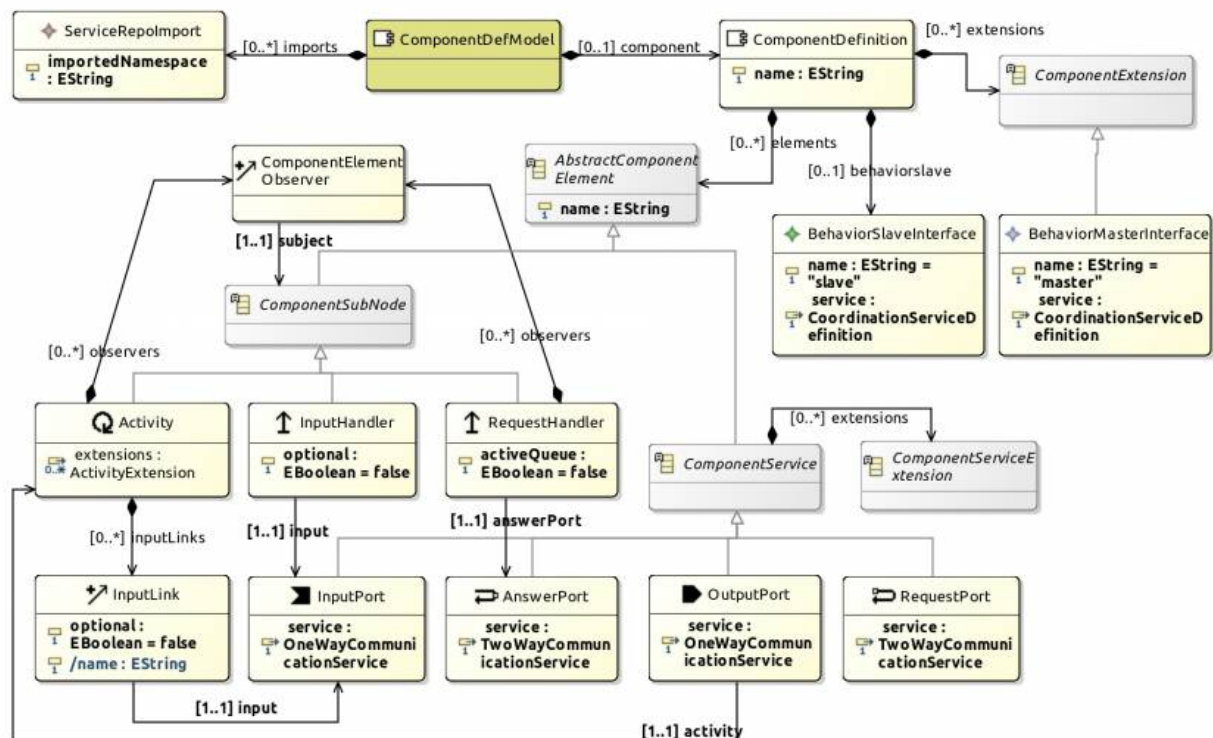 ServiceRepoImport
importedNamespace
: EString
[0..*] imports
ComponentDefModel
[0..1] component
ComponentDefinition
name : EString
[0..*] extensions
ComponentExtension
[0..*] elements
[0..1] behaviorslave
ComponentElement
Observer
AbstractComponent
Element
name : EString
[1..1] subject
BehaviorSlaveInterface
name : EString =
"slave"
service :
CoordinationServiceD
efinition
BehaviorMasterInterface
name : EString =
"master"
service :
CoordinationServiceD
efinition
ComponentSubNode
[0..*] observers
[0..*] observers
Activity
extensions :
ActivityExtension
0..*
InputHandler
optional :
EBoolean = false
RequestHandler
activeQueue :
EBoolean = false
[0..*] extensions
ComponentService
ComponentServiceE
xtension
[0..*] inputLinks
[1..1] input
[1..1] answerPort
InputLink
optional :
EBoolean = false
/name : EString
InputPort
service :
OneWayCommuni
cationService
AnswerPort
service :
TwoWayCommun
icationService
OutputPort
service :
OneWayCommun
icationService
RequestPort
service :
TwoWayCommuni
cationService
[1..1] input
[1..1] activity